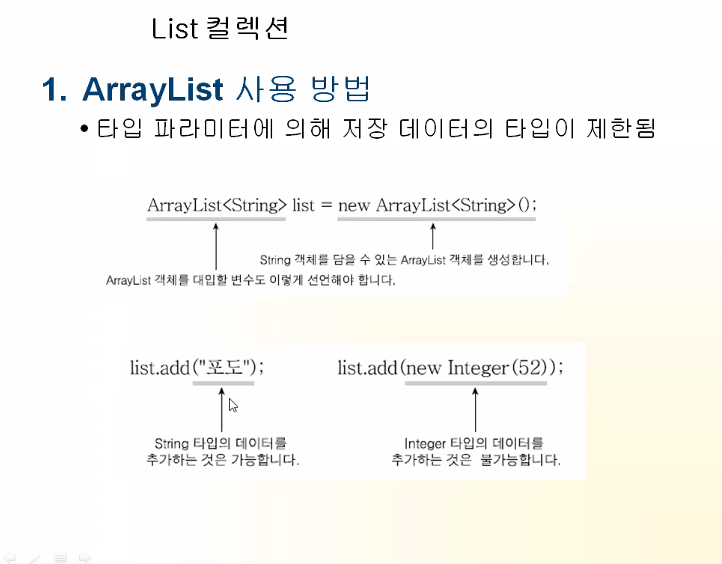 List 컬렉션
1. ArrayList 사용 방법
• 타입 파라미터에 의해 저장 데이터의 타입이 제한됨
ArrayList<String> list = new ArrayList<String>();
String 객체를 담을 수 있는 ArrayList 객체를 생성합니다.
ArrayList 객체를 대입할 변수도 이렇게 선언해야 합니다.
list.add("포도");
list.add(new Integer(52));
String 타입의 데이터를
추가하는 것은 가능합니다.
Integer 타입의 데이터를
추가하는 것은 불가능합니다.